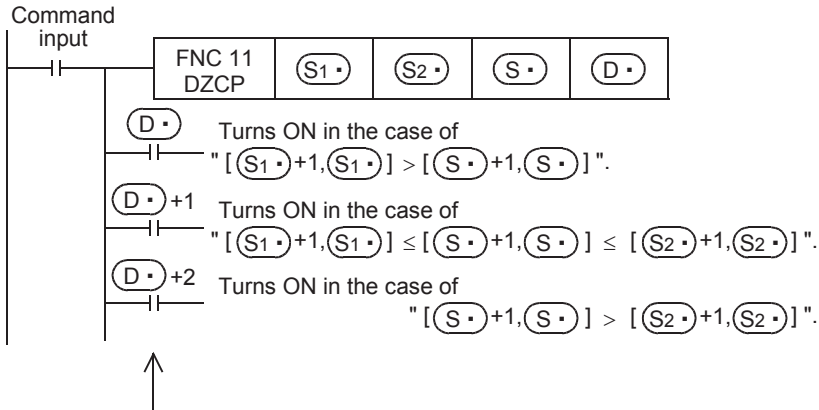 Command
input
FNC 11
DZCP
S1 •
S2 •
S •
D •
D •
Turns ON in the case of
" [ S1 • +1, S1 • ] > [ S • +1, S • ] ".
D • +1
Turns ON in the case of
" [ S1 • +1, S1 • ] ≤ [ S • +1, S • ] ≤ [ S2 • +1, S2 • ] ".
D • +2
Turns ON in the case of
" [ S • +1, S • ] > [ S2 • +1, S2 • ] ".